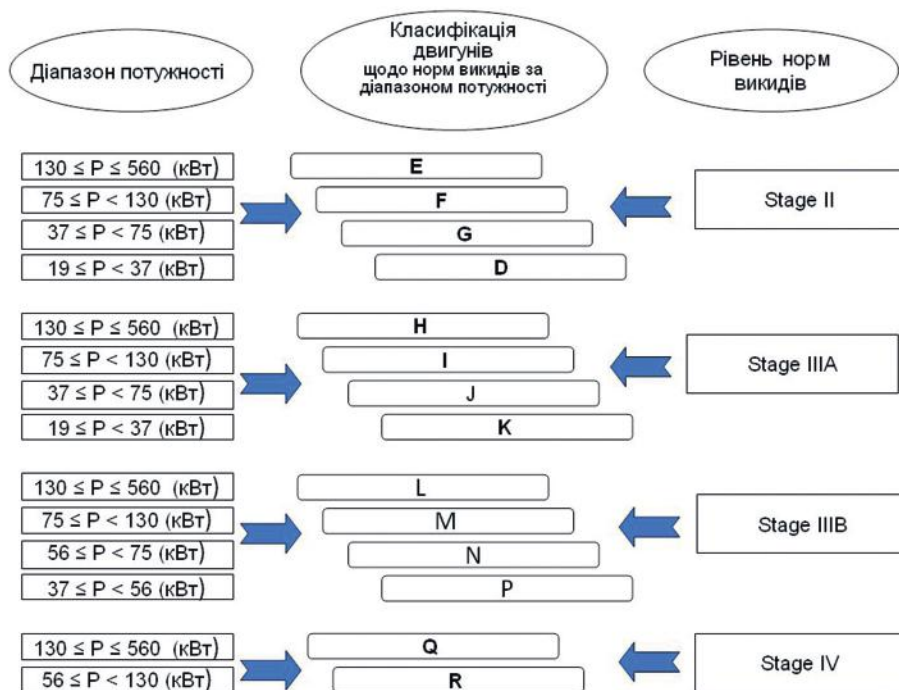 Діапазон потужності
Класифікація
двигунів
щодо норм викидів за
діапазоном потужності
Рівень норм
викидів
130 ≤ P ≤ 560 (кВт)
75 ≤ P < 130 (кВт)
37 ≤ P < 75 (кВт)
19 ≤ P < 37 (кВт)
E
F
G
D
Stage II
130 ≤ P ≤ 560 (кВт)
75 ≤ P < 130 (кВт)
37 ≤ P < 75 (кВт)
19 ≤ P < 37 (кВт)
H
I
J
K
Stage IIIA
130 ≤ P ≤ 560 (кВт)
75 ≤ P < 130 (кВт)
56 ≤ P < 75 (кВт)
37 ≤ P < 56 (кВт)
L
M
N
P
Stage IIIB
130 ≤ P ≤ 560 (кВт)
56 ≤ P < 130 (кВт)
Q
R
Stage IV